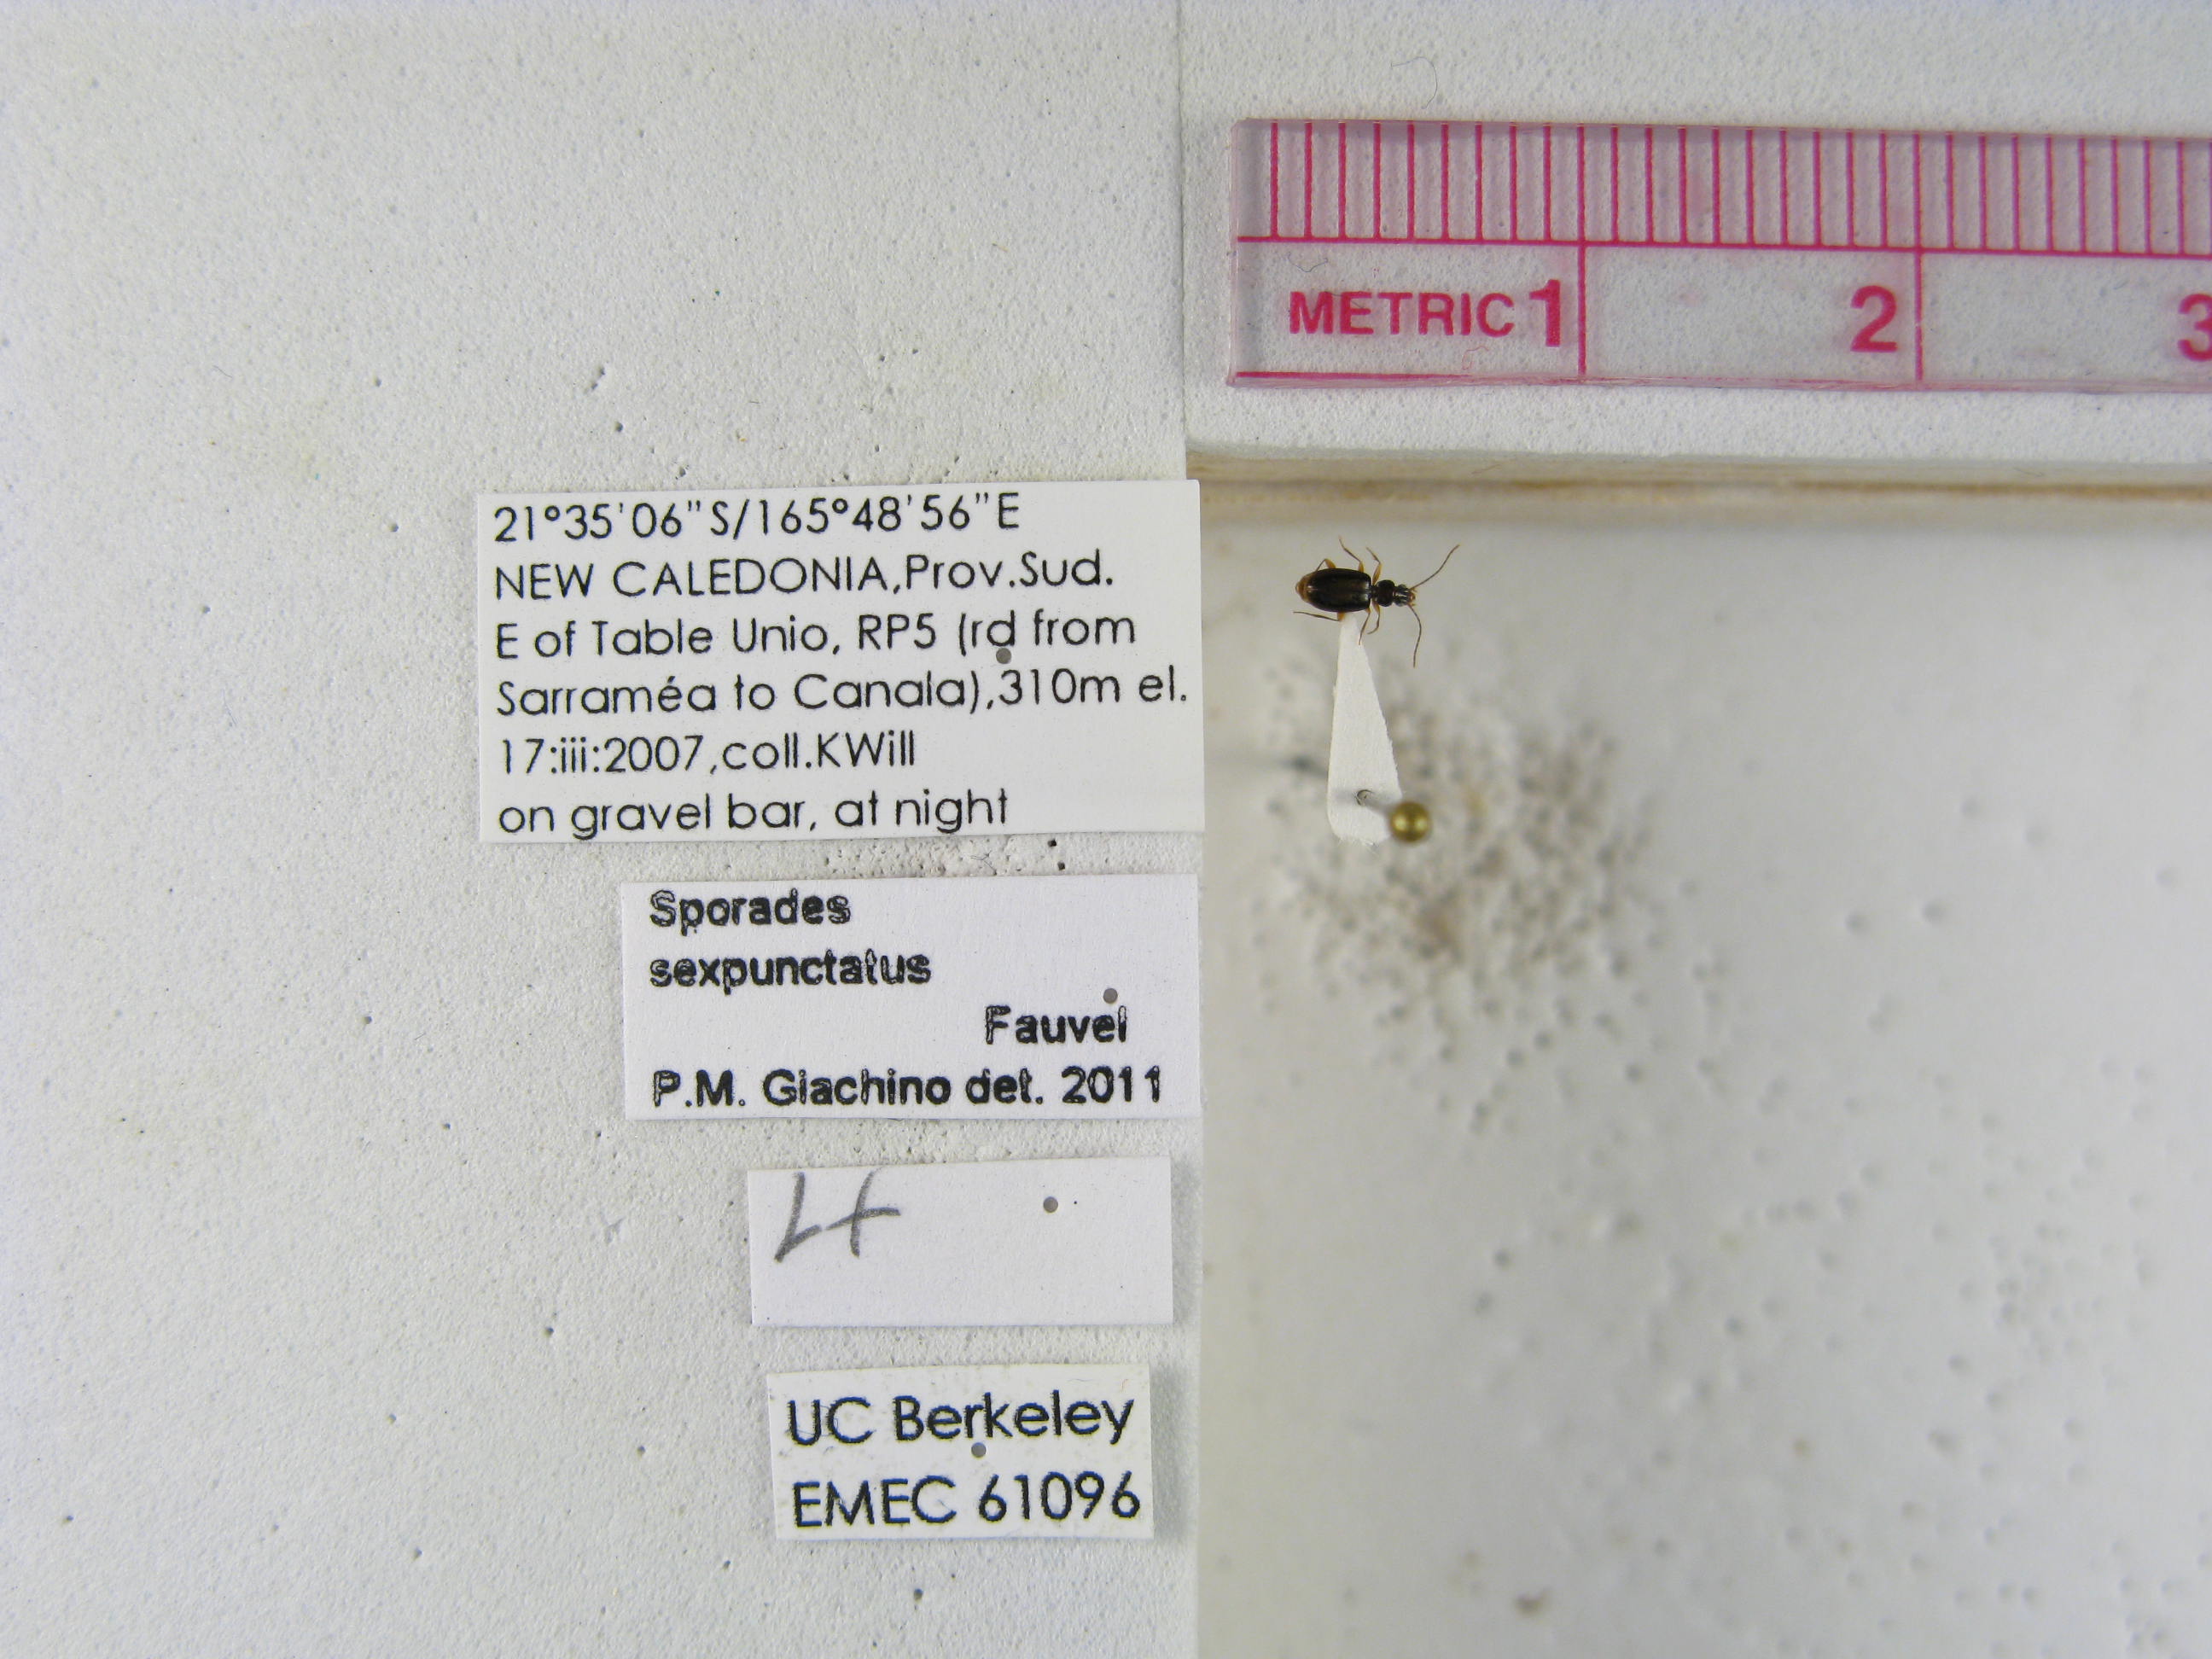 21°35'06"S/165°48'56"E
NEW CALEDONIA,Prov.Sud.
E of Table Unio, RP5 (rd from
Sarraméa to Canala),310m el.
17:iii:2007,coll.KWill
on gravel bar, at night
Sporades
sexpunctatus
Fauvel
P.M. Giachino det. 2011
4
UC Berkeley
EMEC 61096
METRIC 1 2 3